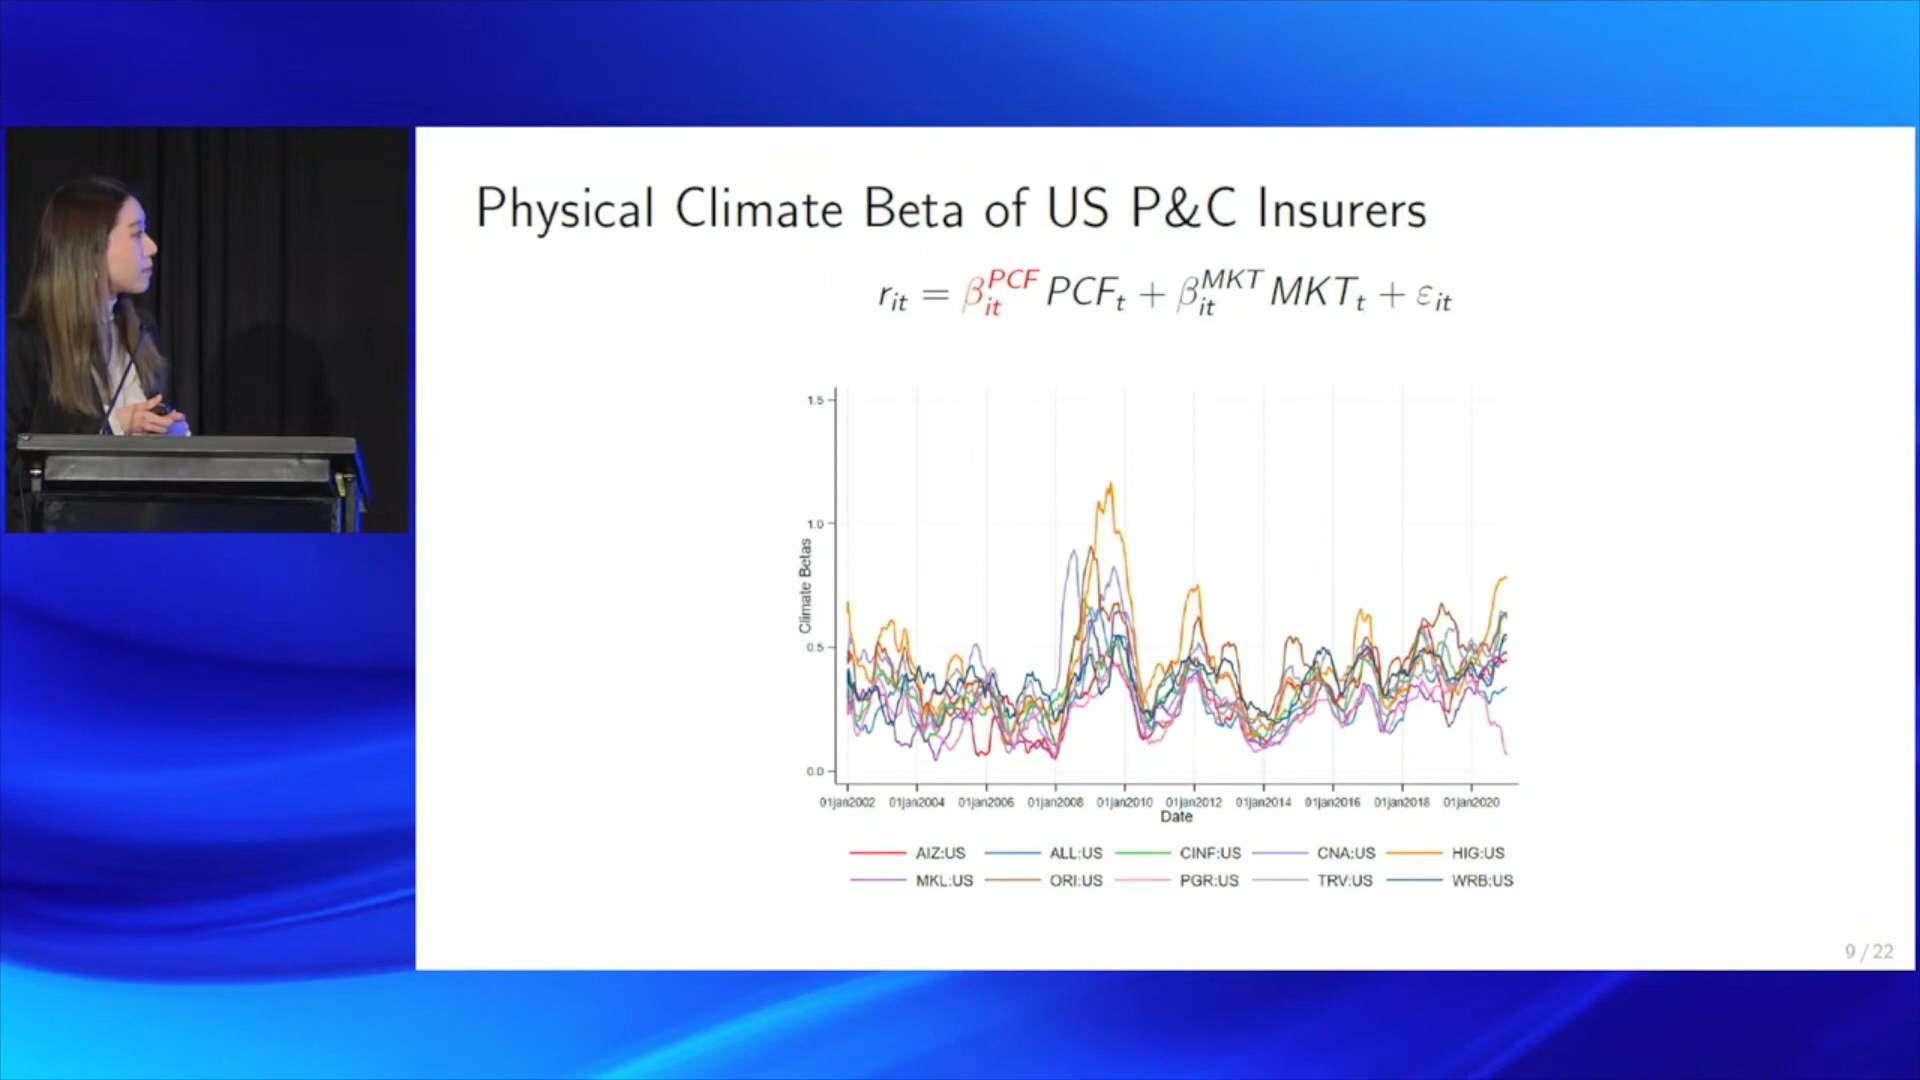 Physical Climate Beta of US P&C Insurers
r_it = β_it^PCF PCF_t + β_it^MKT MKT_t + ε_it
1.5
1.0
0.5
0.0
Climate Betas
01jan2002 01jan2004 01jan2006 01jan2008 01jan2010 01jan2012 01jan2014 01jan2016 01jan2018 01jan2020
Date
AIZ:US ALL:US CINF:US CNA:US HIG:US
MKL:US ORI:US PGR:US TRV:US WRB:US
9 / 22